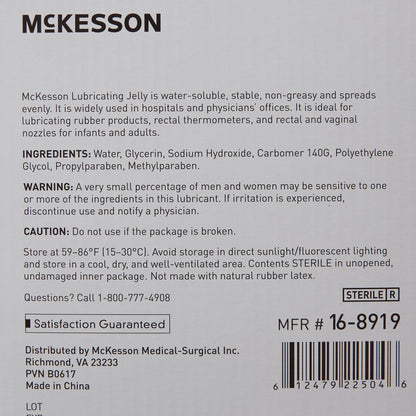 McKESSON
McKesson Lubricating Jelly is water-soluble, stable, non-greasy and spreads
evenly. It is widely used in hospitals and physicians' offices. It is ideal for
lubricating rubber products, rectal thermometers, and rectal and vaginal
nozzles for infants and adults.
INGREDIENTS: Water, Glycerin, Sodium Hydroxide, Carbomer 140G, Polyethylene
Glycol, Propylparaben, Methylparaben.
WARNING: A very small percentage of men and women may be sensitive to one
or more of the ingredients in this lubricant. If irritation is experienced,
discontinue use and notify a physician.
CAUTION: Do not use if the package is broken.
Store at 59–86°F (15–30°C). Avoid storage in direct sunlight/fluorescent lighting
and store in a cool, dry, and well-ventilated area. Contents STERILE in unopened,
undamaged inner package. Not made with natural rubber latex.
Questions? Call 1-800-777-4908
STERILE R
Satisfaction Guaranteed
MFR # 16-8919
Distributed by McKesson Medical-Surgical Inc.
Richmond, VA 23233
PVN B0617
Made in China
6 12479 22504 6
LOT